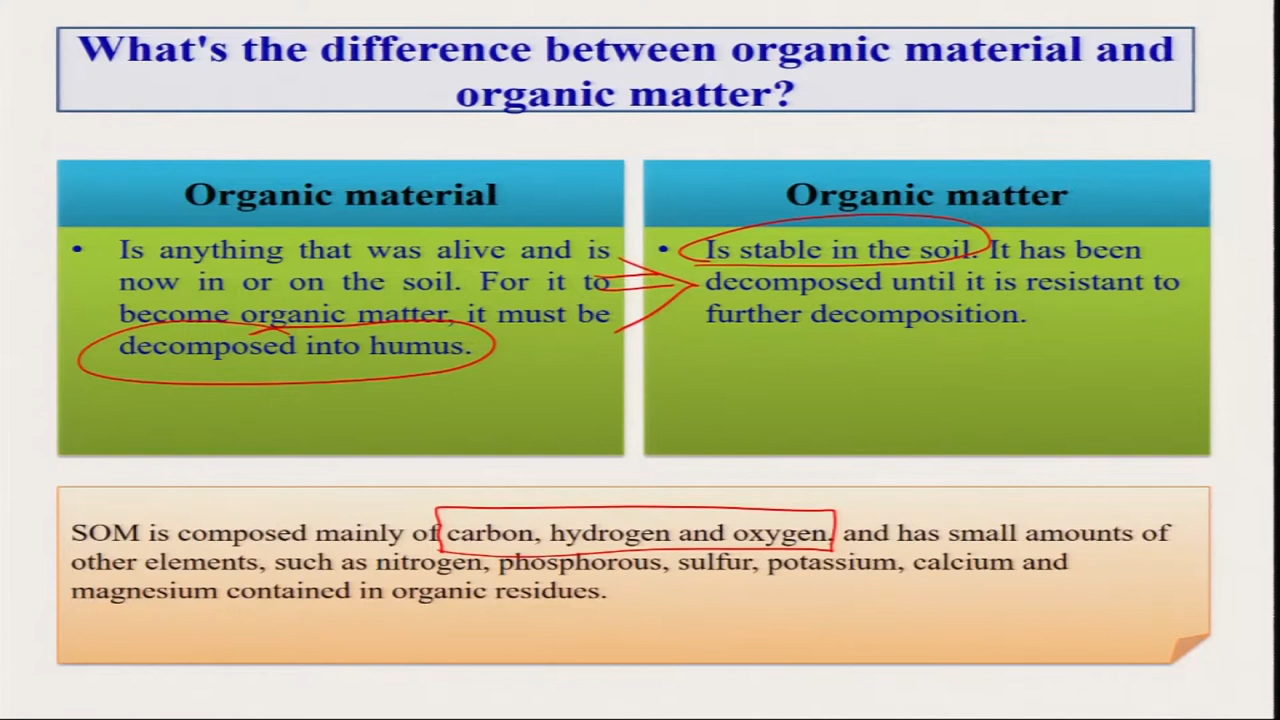 What's the difference between organic material and
organic matter?
Organic material
• Is anything that was alive and is
now in or on the soil. For it to
become organic matter, it must be
decomposed into humus.
Organic matter
• Is stable in the soil. It has been
decomposed until it is resistant to
further decomposition.
SOM is composed mainly of carbon, hydrogen and oxygen, and has small amounts of
other elements, such as nitrogen, phosphorous, sulfur, potassium, calcium and
magnesium contained in organic residues.